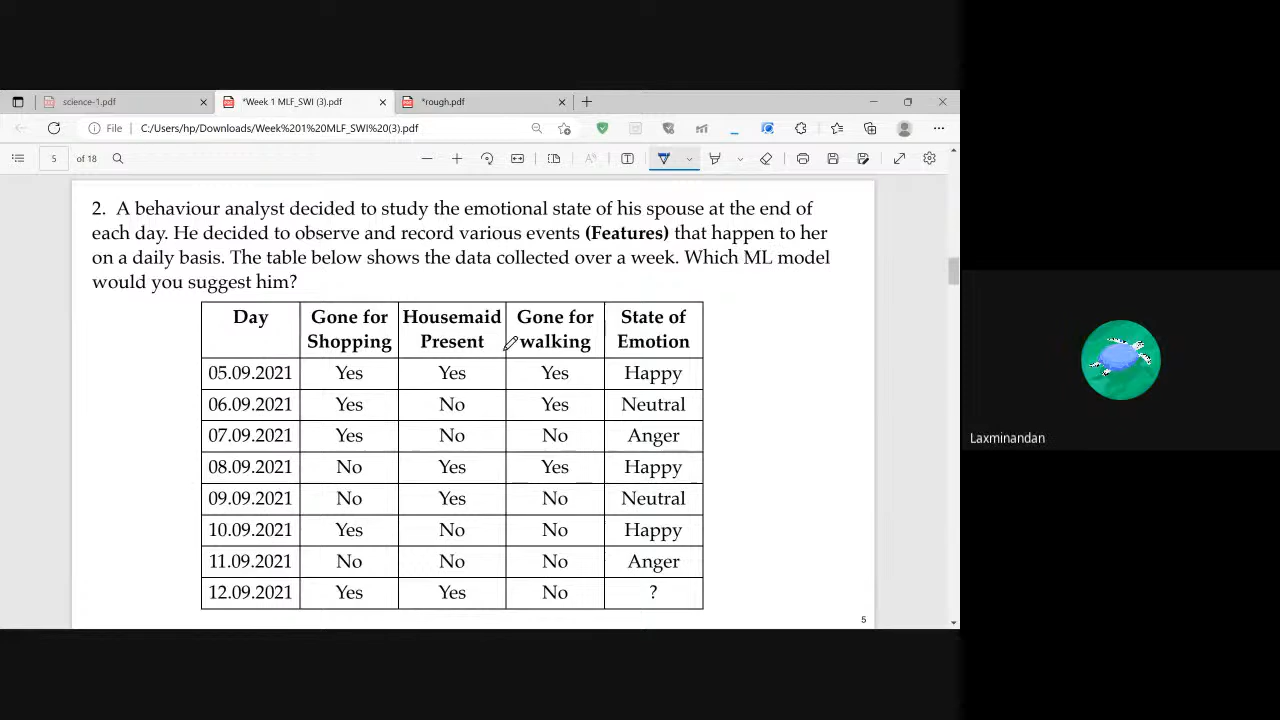 science-1.pdf
*Week 1 MLF_SWI (3).pdf
*rough.pdf
File
C:/Users/hp/Downloads/Week%201%20MLF_SWI%20(3).pdf
5 of 18
2. A behaviour analyst decided to study the emotional state of his spouse at the end of
each day. He decided to observe and record various events (Features) that happen to her
on a daily basis. The table below shows the data collected over a week. Which ML model
would you suggest him?
Day Gone for Shopping Housemaid Present Gone for walking State of Emotion
05.09.2021 Yes Yes Yes Happy
06.09.2021 Yes No Yes Neutral
07.09.2021 Yes No No Anger
08.09.2021 No Yes Yes Happy
09.09.2021 No Yes No Neutral
10.09.2021 Yes No No Happy
11.09.2021 No No No Anger
12.09.2021 Yes Yes No ?
5
Laxminandan